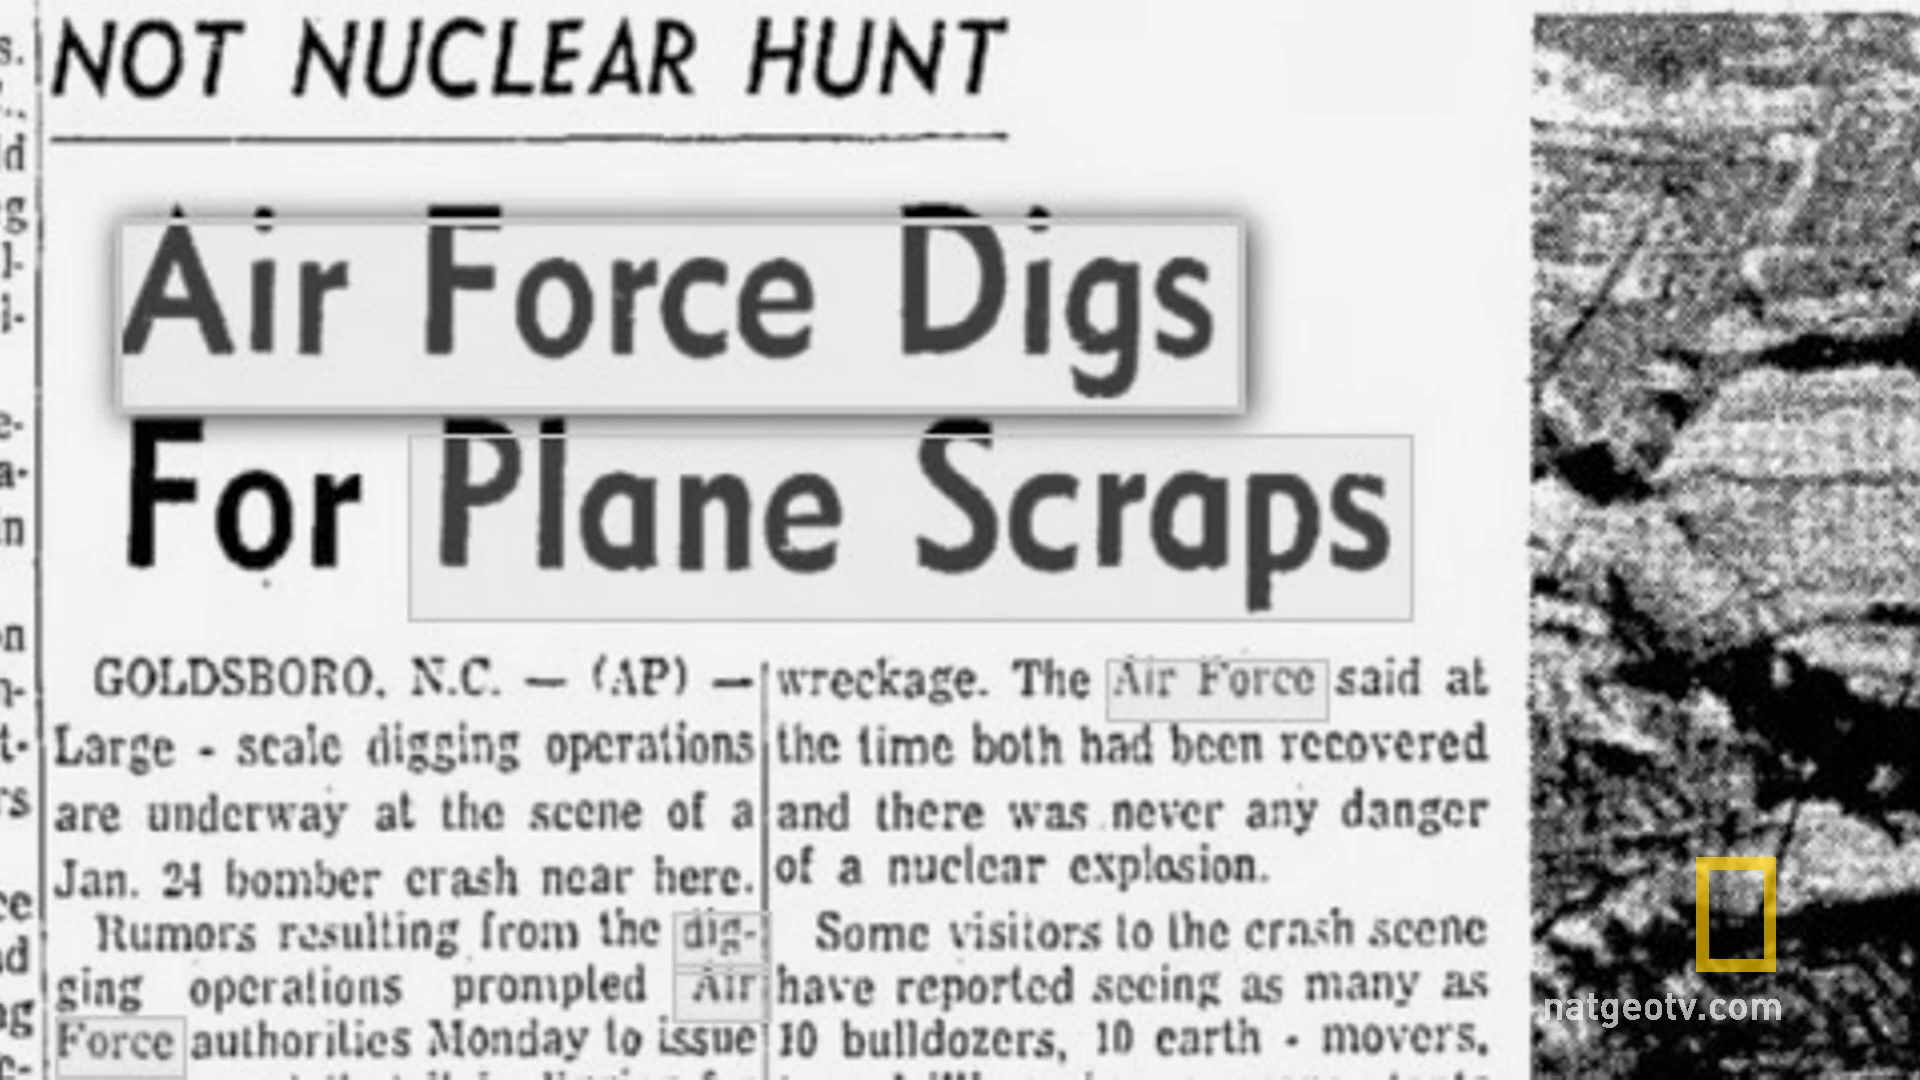 NOT NUCLEAR HUNT
Air Force Digs
For Plane Scraps
GOLDSBORO, N.C. — (AP) —
Large - scale digging operations
are underway at the scene of a
Jan. 24 bomber crash near here.
Rumors resulting from the dig-
ging operations prompted Air
Force authorities Monday to issue
wreckage. The Air Force said at
the time both had been recovered
and there was never any danger
of a nuclear explosion.
Some visitors to the crash scene
have reported seeing as many as
10 bulldozers, 10 earth - movers,
natgeotv.com